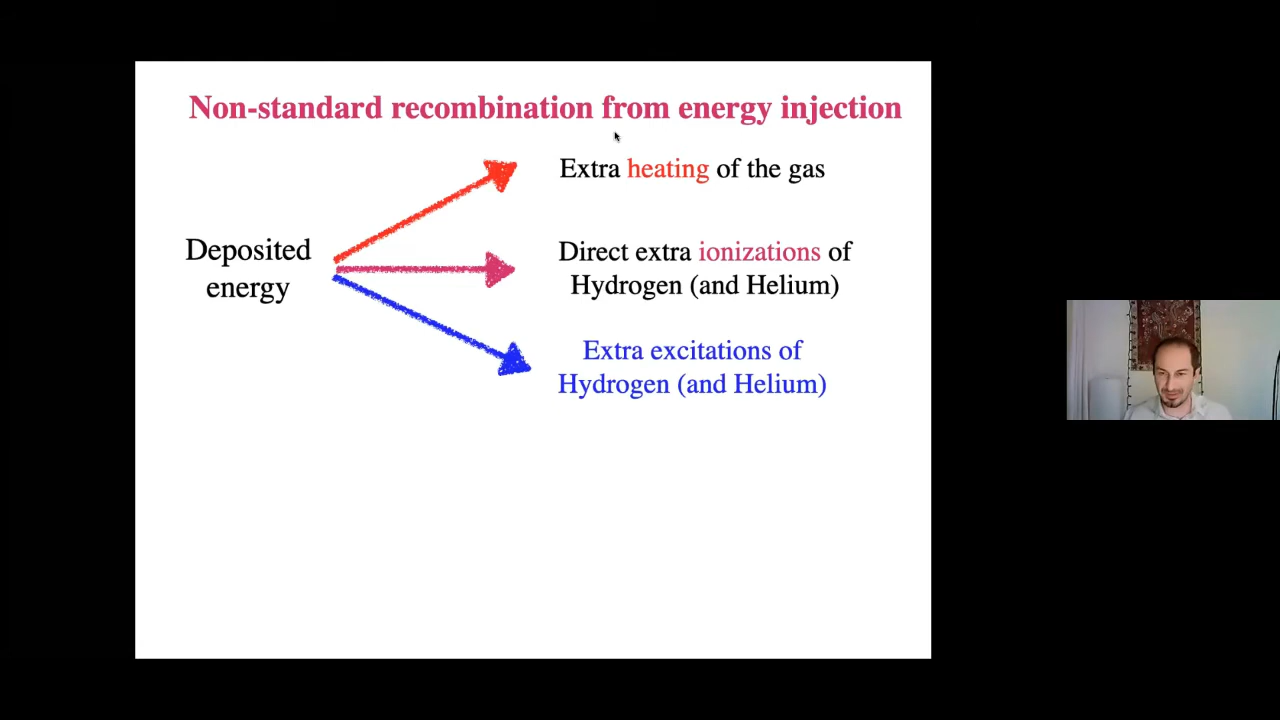 Non-standard recombination from energy injection
Extra heating of the gas
Deposited
energy
Direct extra ionizations of
Hydrogen (and Helium)
Extra excitations of
Hydrogen (and Helium)